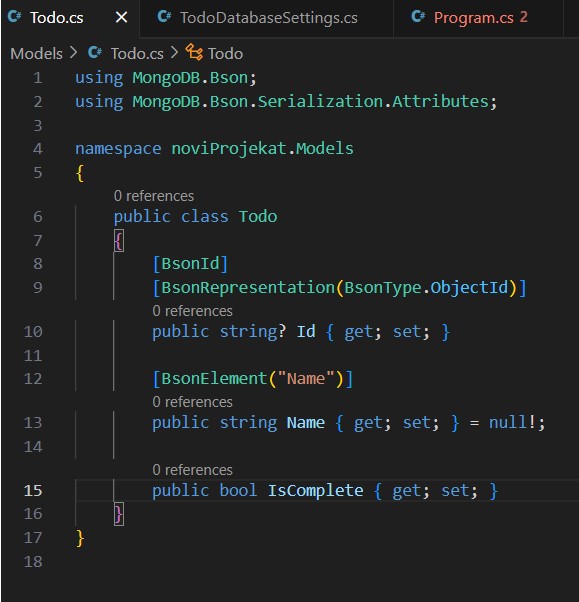 Todo.cs
TodoDatabaseSettings.cs
Program.cs 2
Models > Todo.cs > Todo
1 using MongoDB.Bson;
2 using MongoDB.Bson.Serialization.Attributes;
3
4 namespace noviProjekat.Models
5 {
0 references
6 public class Todo
7 {
8 [BsonId]
9 [BsonRepresentation(BsonType.ObjectId)]
0 references
10 public string? Id { get; set; }
11
12 [BsonElement("Name")]
0 references
13 public string Name { get; set; } = null!;
14
0 references
15 public bool IsComplete { get; set; }
16 }
17 }
18